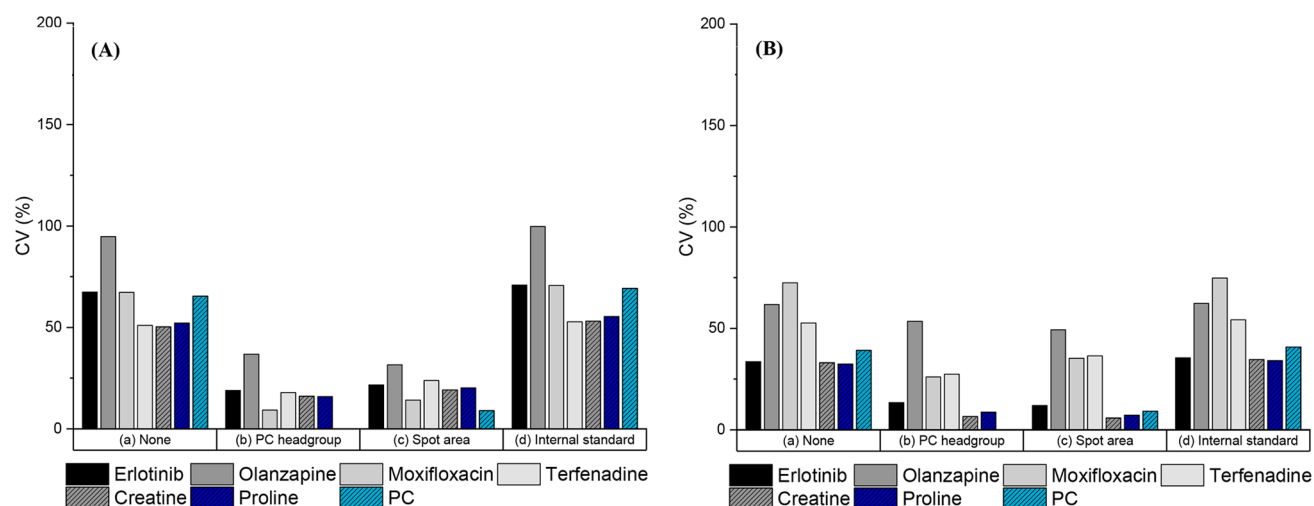 (A)
CV (%)
200
150
100
50
0
(a) None (b) PC headgroup (c) Spot area (d) Internal standard
Erlotinib Olanzapine Moxifloxacin Terfenadine
Creatine Proline PC
(B)
CV (%)
200
150
100
50
0
(a) None (b) PC headgroup (c) Spot area (d) Internal standard
Erlotinib Olanzapine Moxifloxacin Terfenadine
Creatine Proline PC